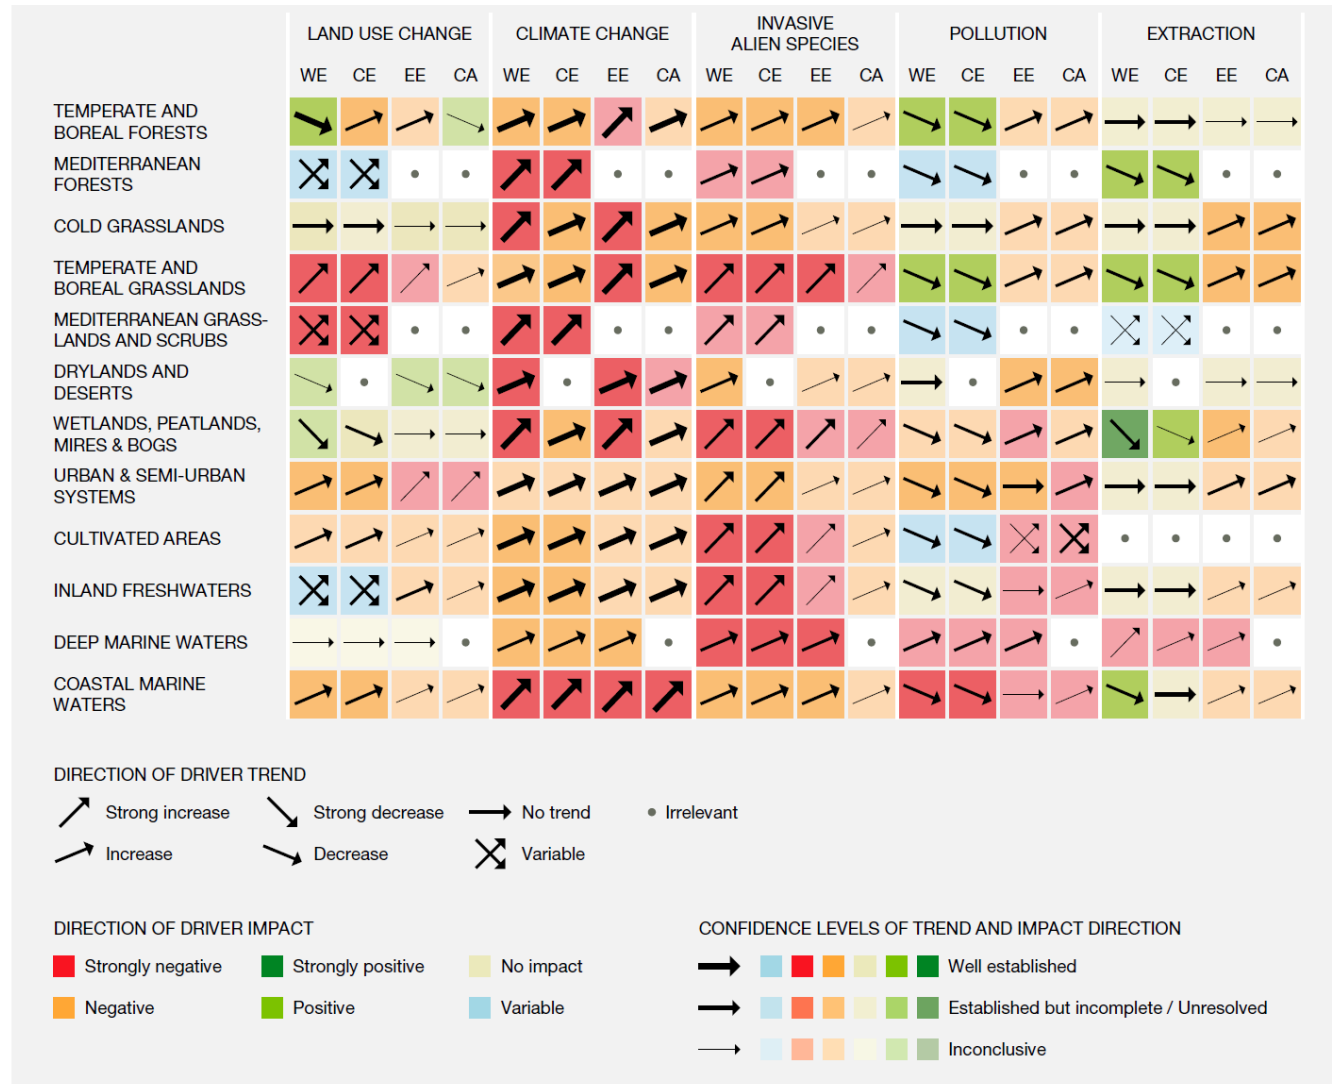 LAND USE CHANGE CLIMATE CHANGE INVASIVE ALIEN SPECIES POLLUTION EXTRACTION
WE CE EE CA WE CE EE CA WE CE EE CA WE CE EE CA WE CE EE CA
TEMPERATE AND
BOREAL FORESTS
MEDITERRANEAN
FORESTS
COLD GRASSLANDS
TEMPERATE AND
BOREAL GRASSLANDS
MEDITERRANEAN GRASS-
LANDS AND SCRUBS
DRYLANDS AND
DESERTS
WETLANDS, PEATLANDS,
MIRES & BOGS
URBAN & SEMI-URBAN
SYSTEMS
CULTIVATED AREAS
INLAND FRESHWATERS
DEEP MARINE WATERS
COASTAL MARINE
WATERS
DIRECTION OF DRIVER TREND
Strong increase Strong decrease No trend Irrelevant
Increase Decrease Variable
DIRECTION OF DRIVER IMPACT
Strongly negative Strongly positive No impact
Negative Positive Variable
CONFIDENCE LEVELS OF TREND AND IMPACT DIRECTION
Well established
Established but incomplete / Unresolved
Inconclusive